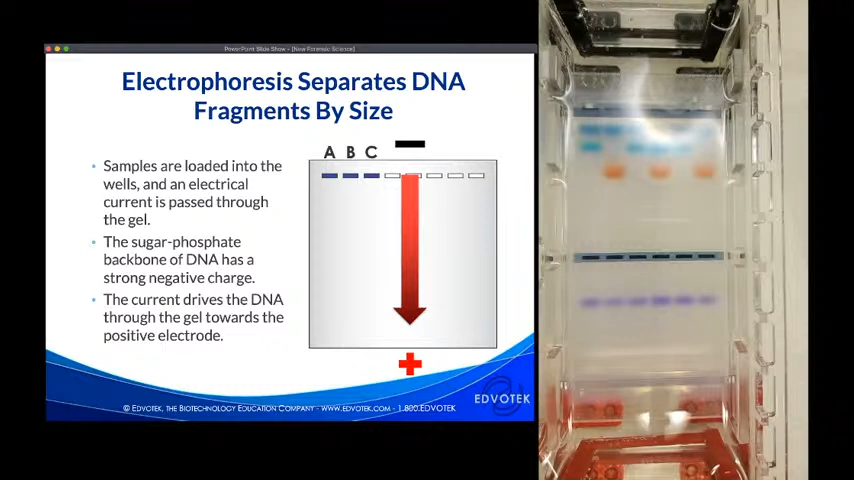 PowerPoint Slide Show - [New Forensic Science]
Electrophoresis Separates DNA
Fragments By Size
A B C
• Samples are loaded into the
wells, and an electrical
current is passed through
the gel.
• The sugar-phosphate
backbone of DNA has a
strong negative charge.
• The current drives the DNA
through the gel towards the
positive electrode.
© EDVOTEK, THE BIOTECHNOLOGY EDUCATION COMPANY - WWW.EDVOTEK.COM - 1.800.EDVOTEK
EDVOTEK